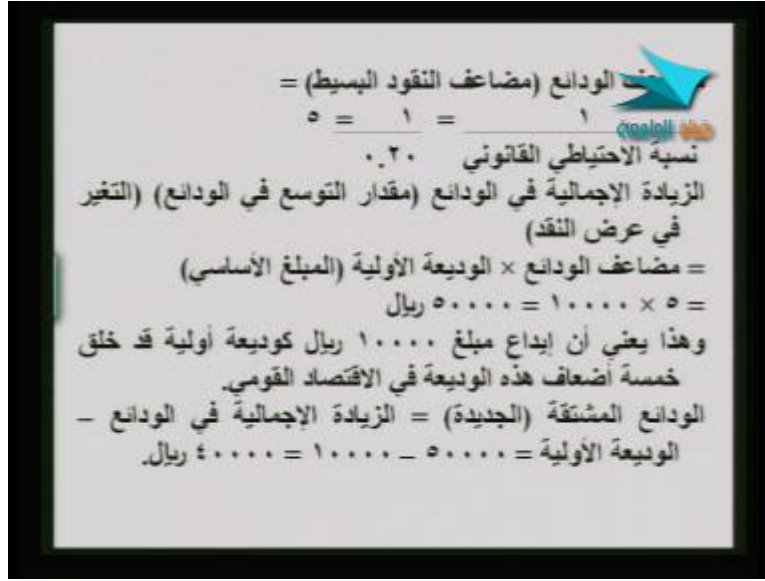 الودائع (مضاعف النقود البسيط) =
١ = ١ = ٥
نسبة الاحتياطي القانوني ٠.٢٠
الزيادة الإجمالية في الودائع (مقدار التوسع في الودائع) (التغير
في عرض النقد)
= مضاعف الودائع × الوديعة الأولية (المبلغ الأساسي)
= ٥ × ١٠٠٠٠ = ٥٠٠٠٠ ريال
وهذا يعني أن إيداع مبلغ ١٠٠٠٠ ريال كوديعة أولية قد خلق
خمسة أضعاف هذه الوديعة في الاقتصاد القومي.
الودائع المشتقة (الجديدة) = الزيادة الإجمالية في الودائع –
الوديعة الأولية = ٥٠٠٠٠ – ١٠٠٠٠ = ٤٠٠٠٠ ريال.